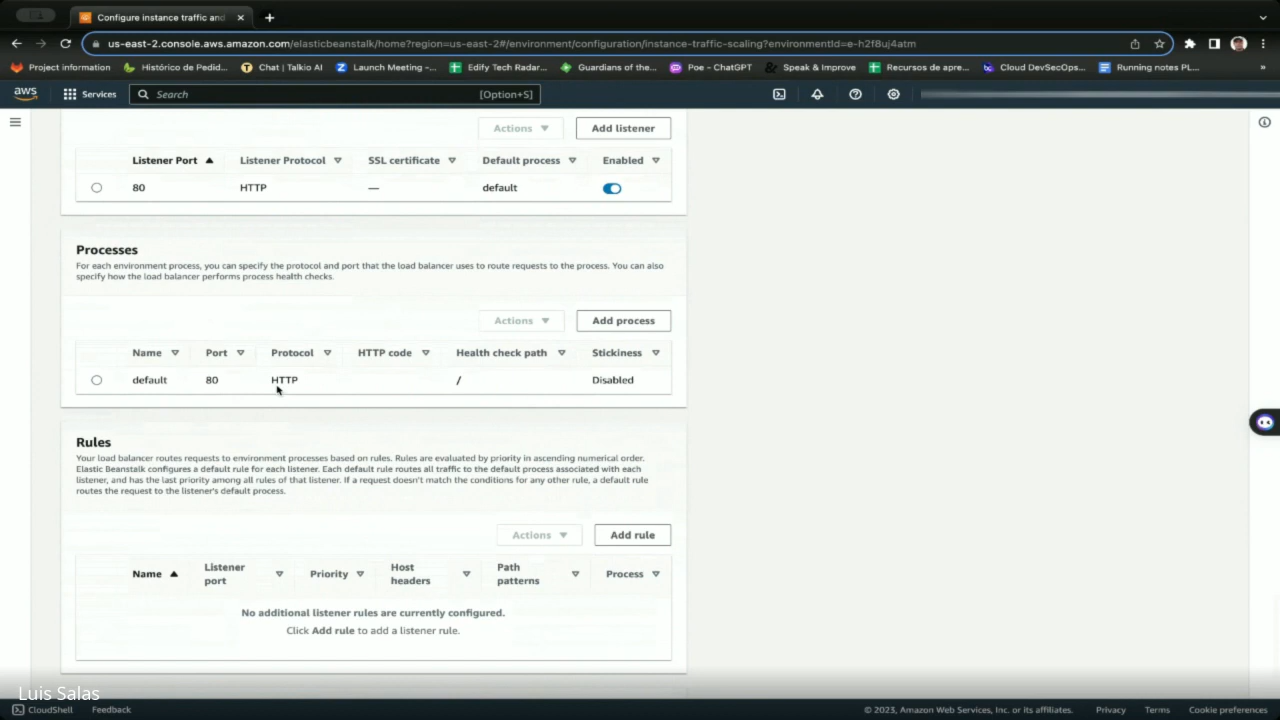 Configure instance traffic and
us-east-2.console.aws.amazon.com/elasticbeanstalk/home?region=us-east-2#/environment/configuration/instance-traffic-scaling?environmentId=e-h2f8uj4atm
Project information
Histórico de Pedid...
Chat | Talkio AI
Launch Meeting -...
Edify Tech Radar...
Guardians of the...
Poe - ChatGPT
Speak & Improve
Recursos de apre...
Cloud DevSecOps...
Running notes PL...
»
aws
Services
Search
[Option+S]
Actions
Add listener
Listener Port
Listener Protocol
SSL certificate
Default process
Enabled
80
HTTP
—
default
Processes
For each environment process, you can specify the protocol and port that the load balancer uses to route requests to the process. You can also
specify how the load balancer performs process health checks.
Actions
Add process
Name
Port
Protocol
HTTP code
Health check path
Stickiness
default
80
HTTP
/
Disabled
Rules
Your load balancer routes requests to environment processes based on rules. Rules are evaluated by priority in ascending numerical order.
Elastic Beanstalk configures a default rule for each listener. Each default rule routes all traffic to the default process associated with each
listener, and has the last priority among all rules of that listener. If a request doesn't match the conditions for any other rule, a default rule
routes the request to the listener's default process.
Actions
Add rule
Name
Listener
port
Priority
Host
headers
Path
patterns
Process
No additional listener rules are currently configured.
Click Add rule to add a listener rule.
Luis Salas
CloudShell
Feedback
© 2023, Amazon Web Services, Inc. or its affiliates.
Privacy
Terms
Cookie preferences